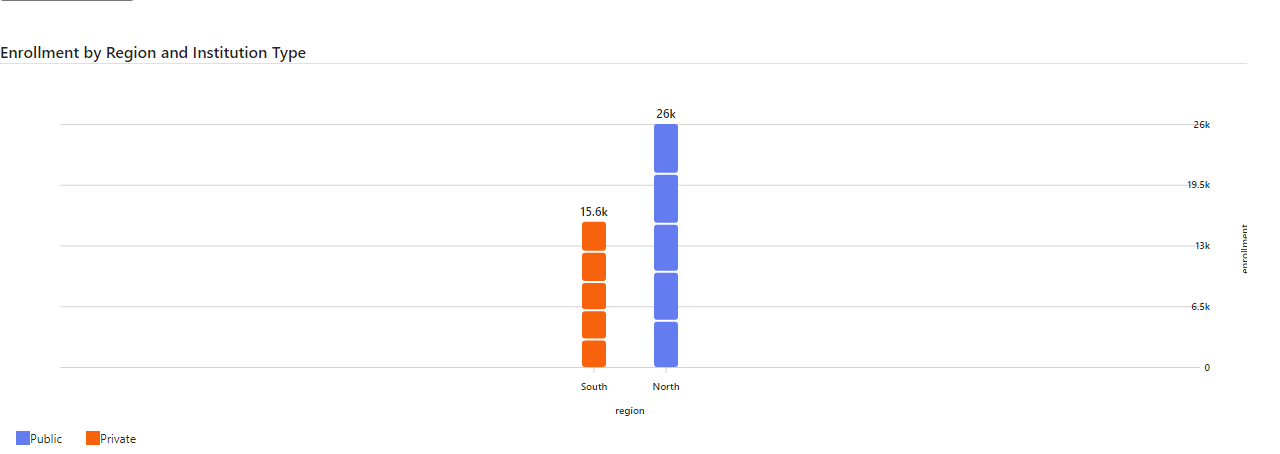 Enrollment by Region and Institution Type
26k
15.6k
26k
19.5k
13k
6.5k
0
enrollment
South
North
region
Public
Private